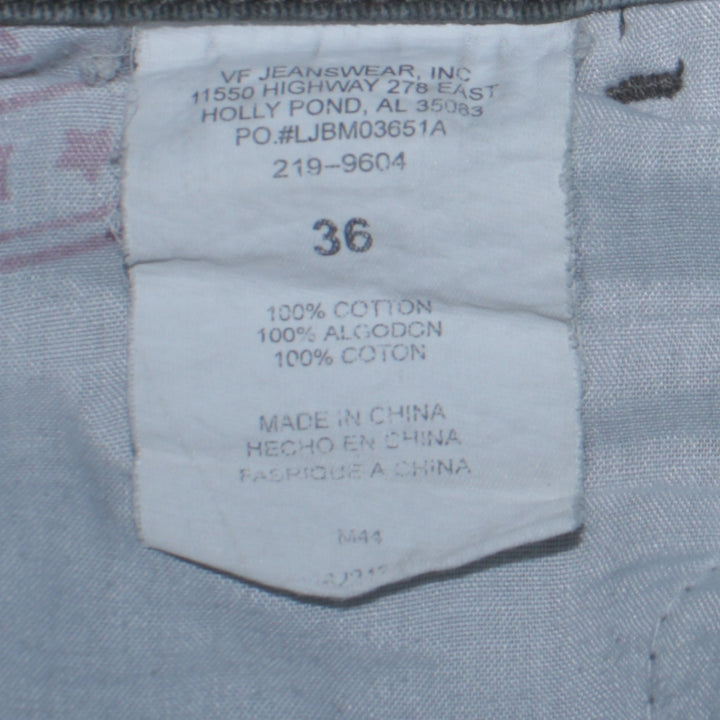 VF JEANSWEAR, INC
11550 HIGHWAY 278 EAST
HOLLY POND, AL 35083
PO.#LJBM03651A
219-9604
36
100% COTTON
100% ALGODON
100% COTON
MADE IN CHINA
HECHO EN CHINA
FABRIQUE A CHINA
M44